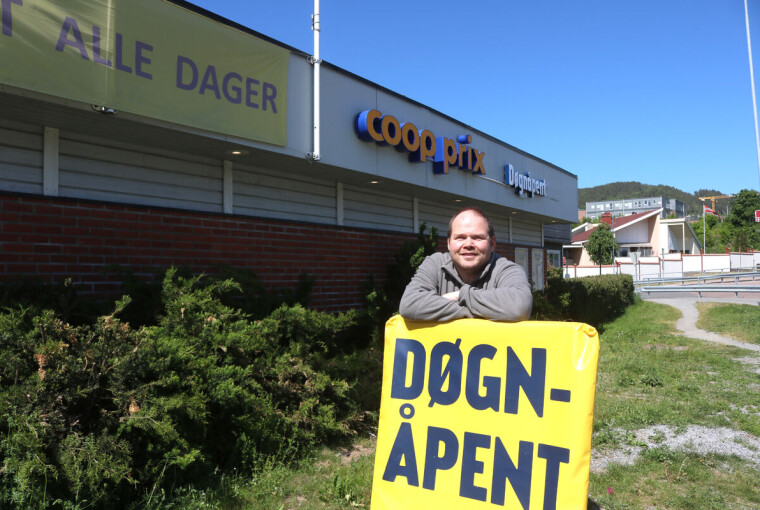 T ALLE DAGER
coop prix
Døgnåpent
DØGN-
ÅPENT